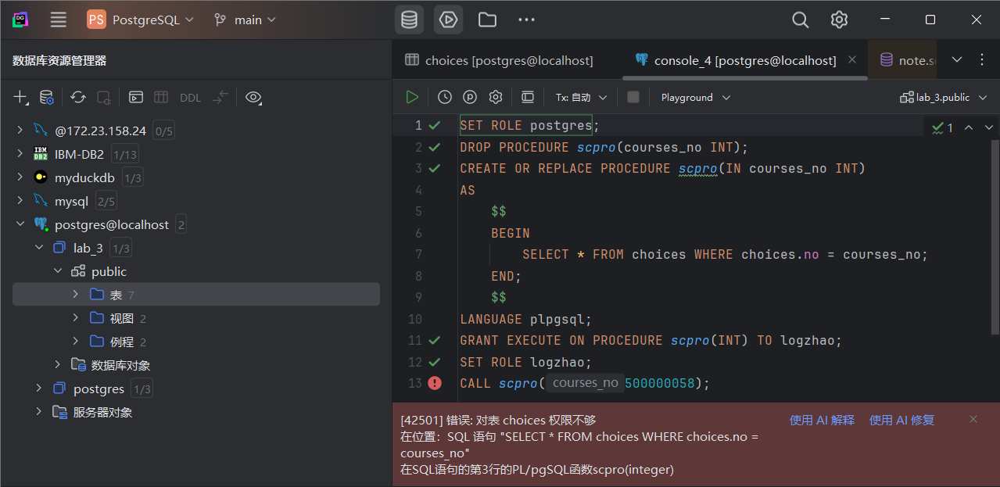 PS PostgreSQL main
数据库资源管理器
DDL
@172.23.158.24 0/5
IBM DB2 IBM-DB2 1/13
myduckdb 1/3
mysql 2/5
postgres@localhost 2
lab_3 1/3
public
表 7
视图 2
例程 2
数据库对象
postgres 1/3
服务器对象
choices [postgres@localhost] console_4 [postgres@localhost] note.s
Tx: 自动 Playground lab_3.public
1 SET ROLE postgres; 1
2 DROP PROCEDURE scpro(courses_no INT);
3 CREATE OR REPLACE PROCEDURE scpro(IN courses_no INT)
4 AS
5 $$
6 BEGIN
7 SELECT * FROM choices WHERE choices.no = courses_no;
8 END;
9 $$
10 LANGUAGE plpgsql;
11 GRANT EXECUTE ON PROCEDURE scpro(INT) TO logzhao;
12 SET ROLE logzhao;
13 CALL scpro( courses_no 500000058);
[42501] 错误: 对表 choices 权限不够 使用 AI 解释 使用 AI 修复
在位置：SQL 语句 "SELECT * FROM choices WHERE choices.no =
courses_no"
在SQL语句的第3行的PL/pgSQL函数scpro(integer)